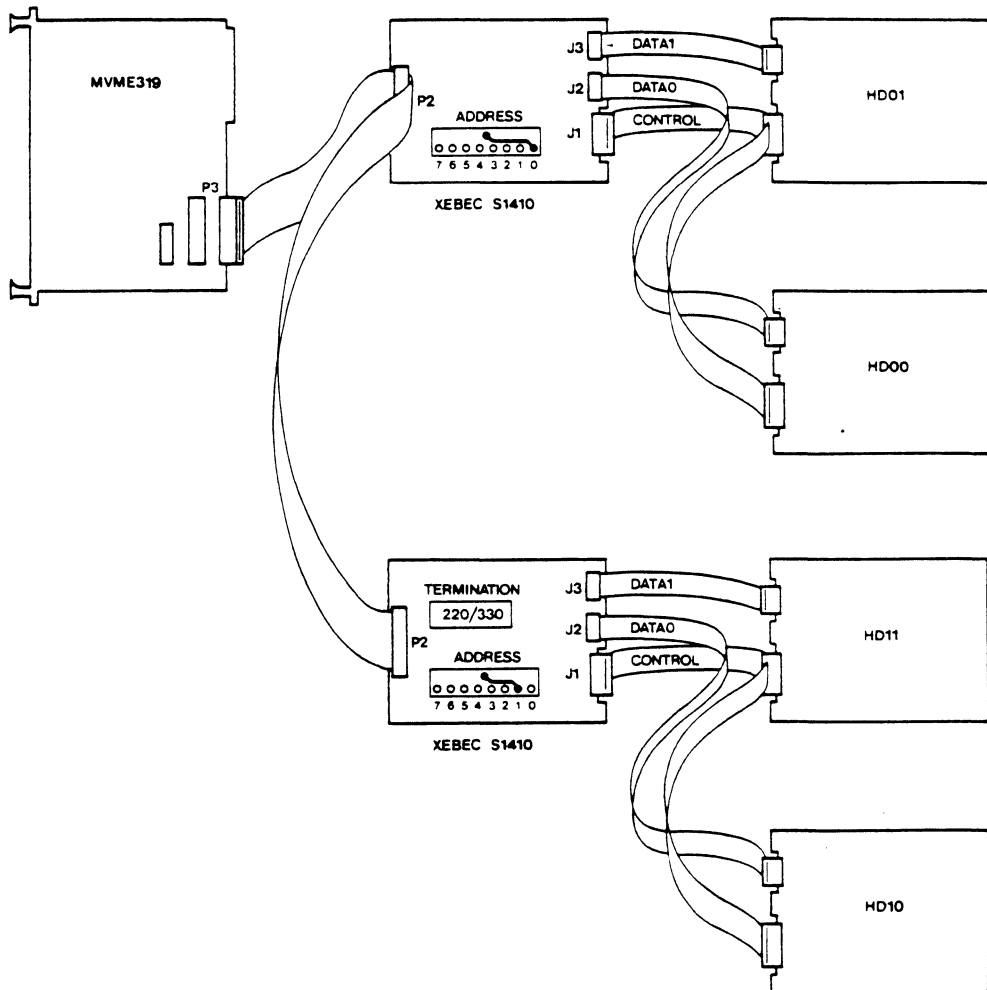 MVME319
P3
P2
ADDRESS
7 6 5 4 3 2 1 0
XEBEC S1410
J3
DATA1
J2
DATA0
J1
CONTROL
HD01
HD00
TERMINATION
220/330
P2
ADDRESS
7 6 5 4 3 2 1 0
XEBEC S1410
J3
DATA1
J2
DATA0
J1
CONTROL
HD11
HD10